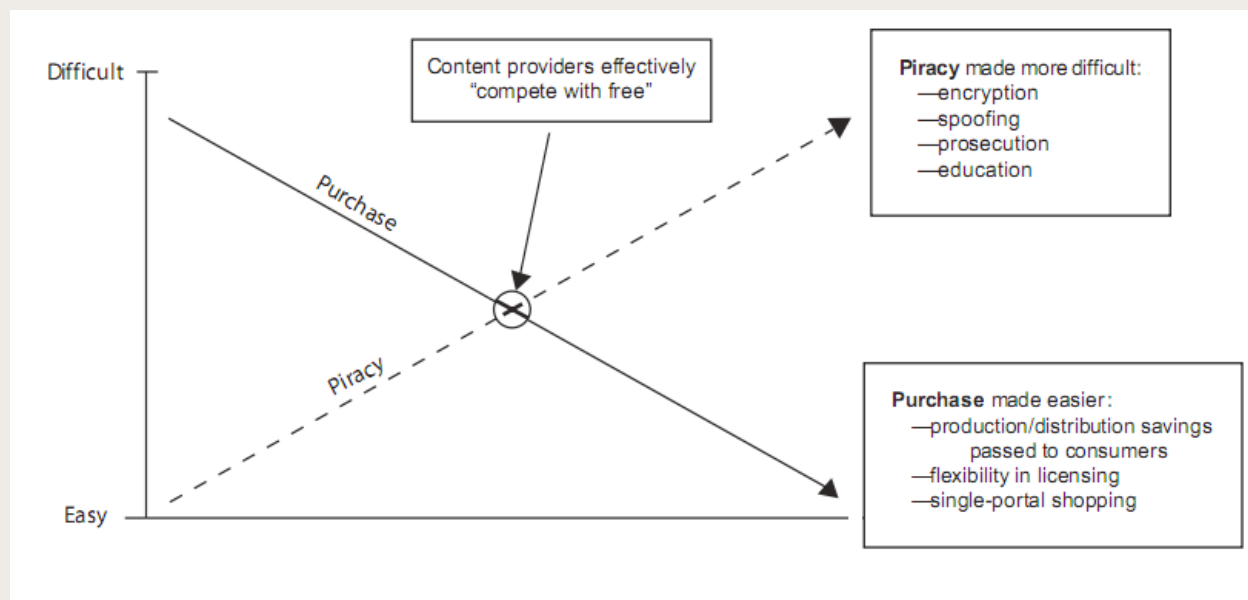 Difficult
Content providers effectively
“compete with free”
Piracy made more difficult:
—encryption
—spoofing
—prosecution
—education
Purchase
Piracy
Purchase made easier:
—production/distribution savings
passed to consumers
—flexibility in licensing
—single-portal shopping
Easy